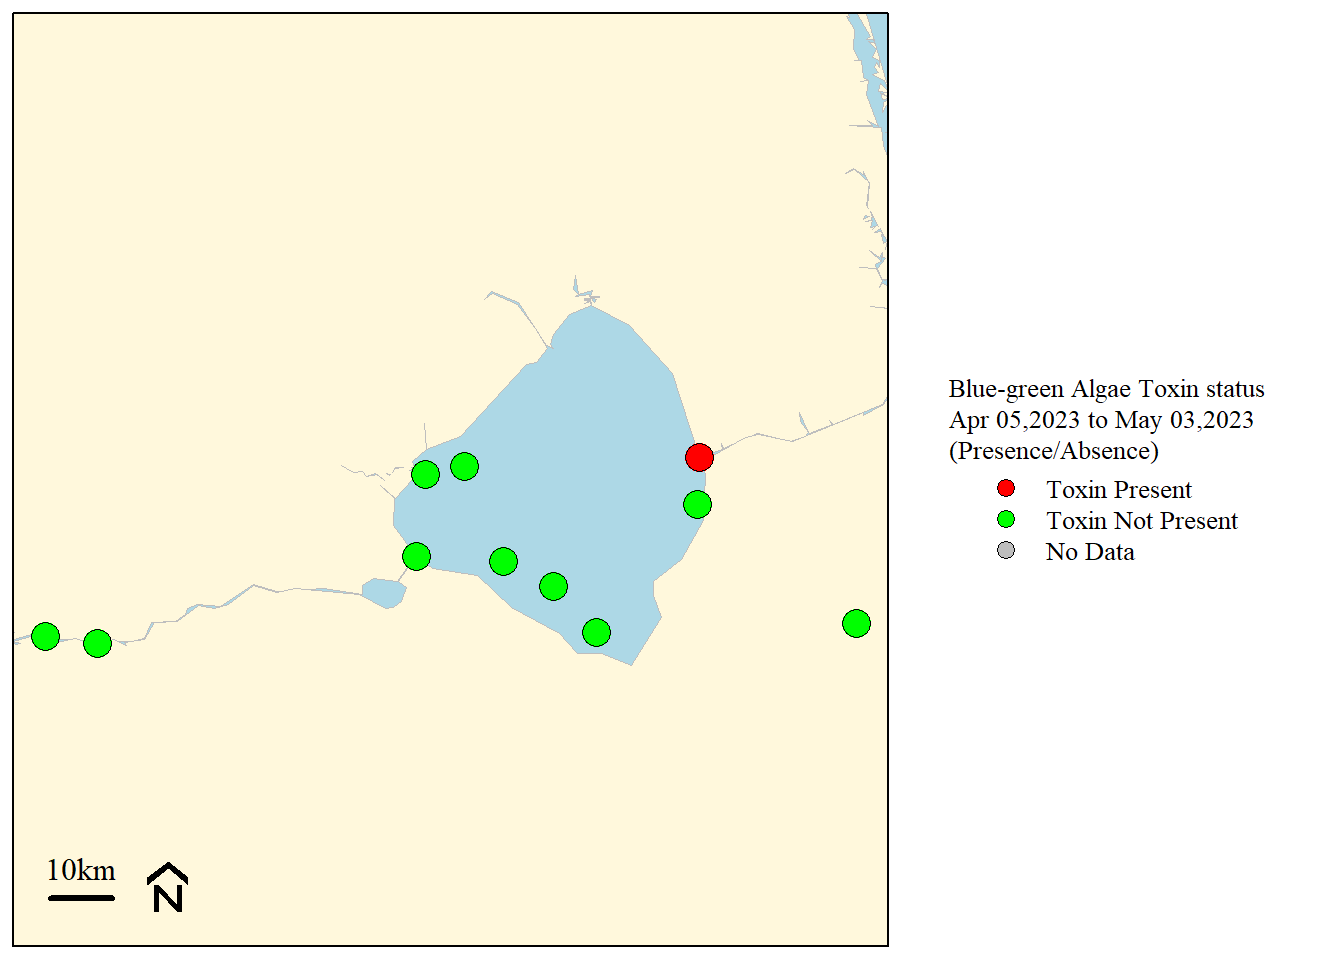 Blue-green Algae Toxin status
Apr 05,2023 to May 03,2023
(Presence/Absence)
Toxin Present
Toxin Not Present
No Data
10km
N